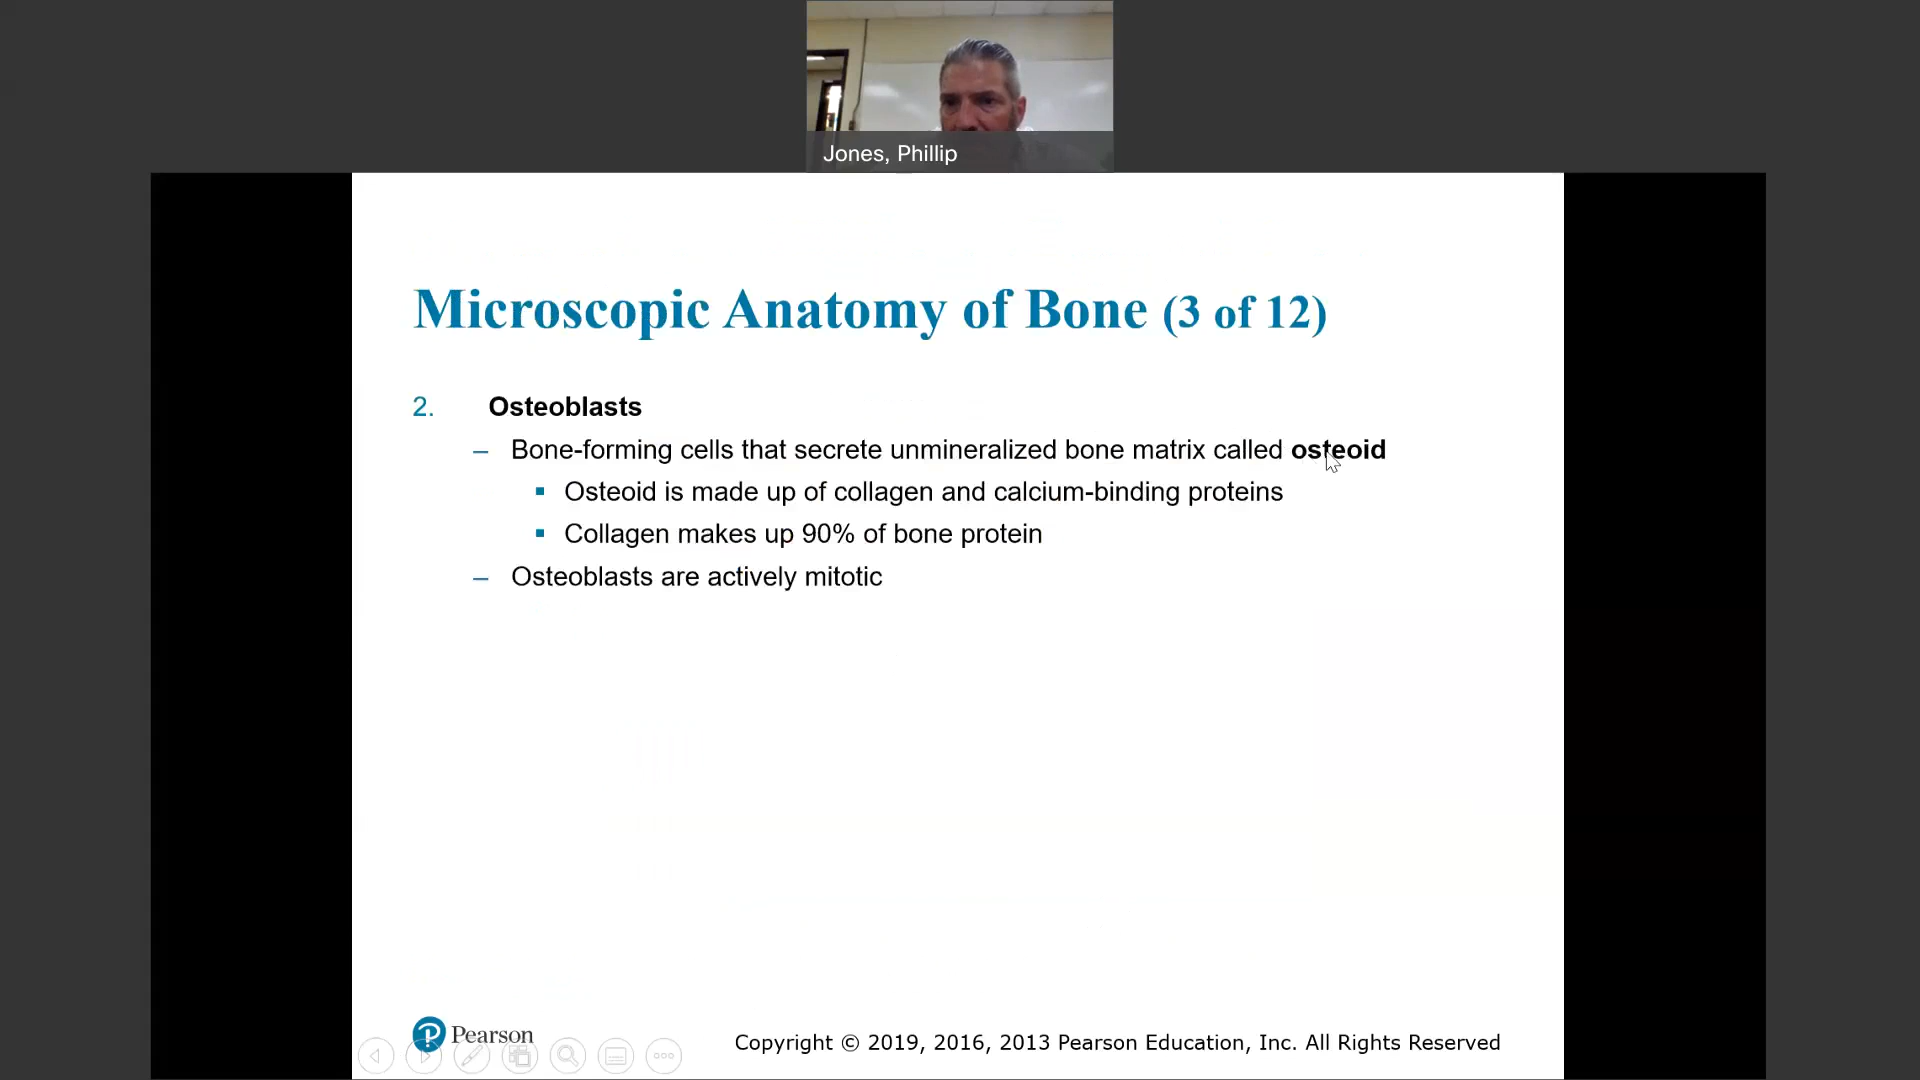 Jones, Phillip
Microscopic Anatomy of Bone (3 of 12)
2. Osteoblasts
– Bone-forming cells that secrete unmineralized bone matrix called osteoid
▪ Osteoid is made up of collagen and calcium-binding proteins
▪ Collagen makes up 90% of bone protein
– Osteoblasts are actively mitotic
P Pearson
Copyright © 2019, 2016, 2013 Pearson Education, Inc. All Rights Reserved